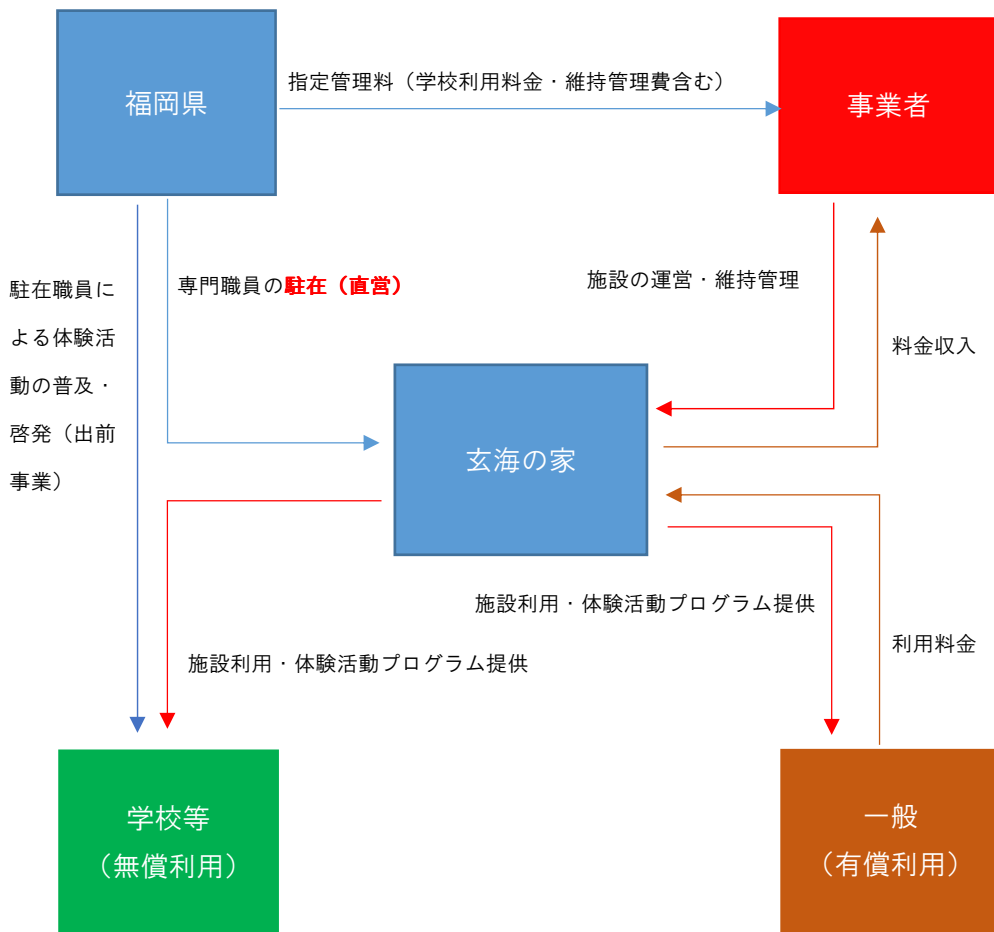 福岡県
指定管理料（学校利用料金・維持管理費含む）
事業者
駐在職員に
よる体験活
動の普及・
啓発（出前
事業）
専門職員の駐在（直営）
施設の運営・維持管理
料金収入
玄海の家
施設利用・体験活動プログラム提供
利用料金
施設利用・体験活動プログラム提供
学校等
（無償利用）
一般
（有償利用）